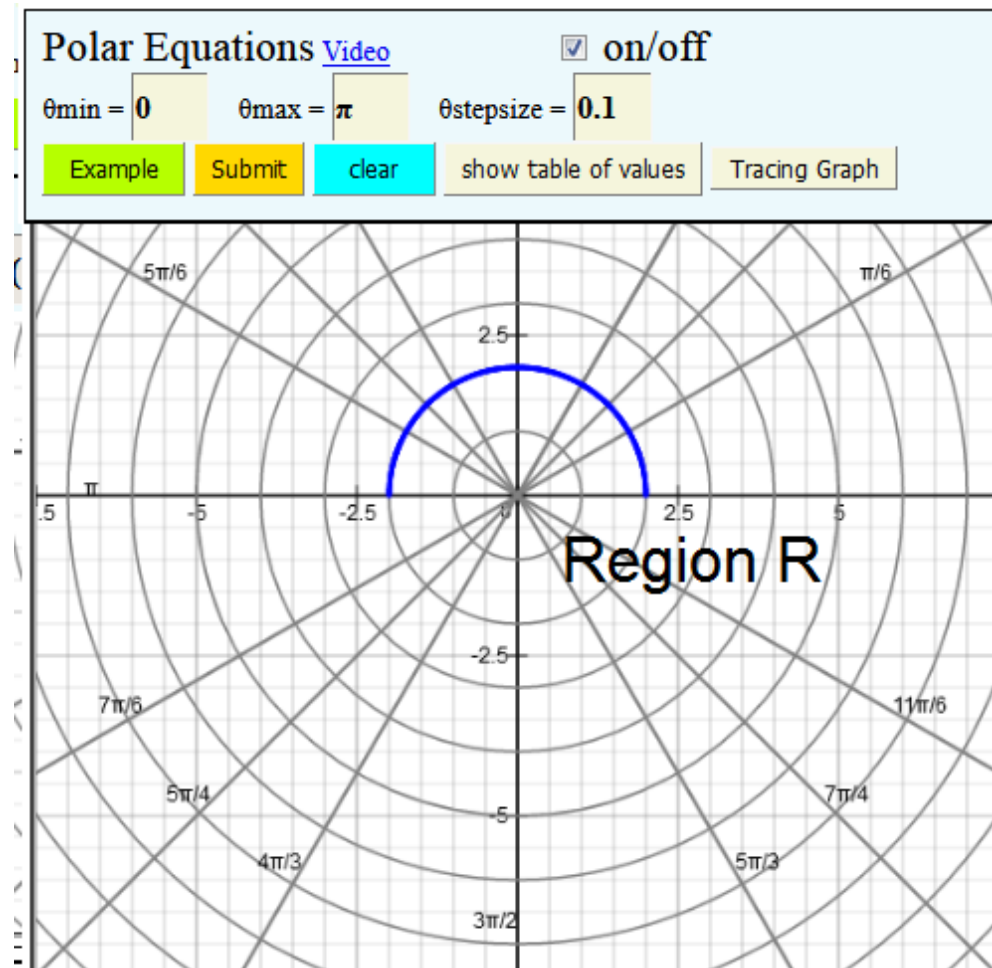 Polar Equations Video on/off
θmin = 0 θmax = π θstepsize = 0.1
Example Submit clear show table of values Tracing Graph
5π/6 π/6
2.5
π
.5 -5 -2.5 0 2.5 5
Region R
-2.5
7π/6 11π/6
5π/4 7π/4
-5
4π/3 5π/3
3π/2